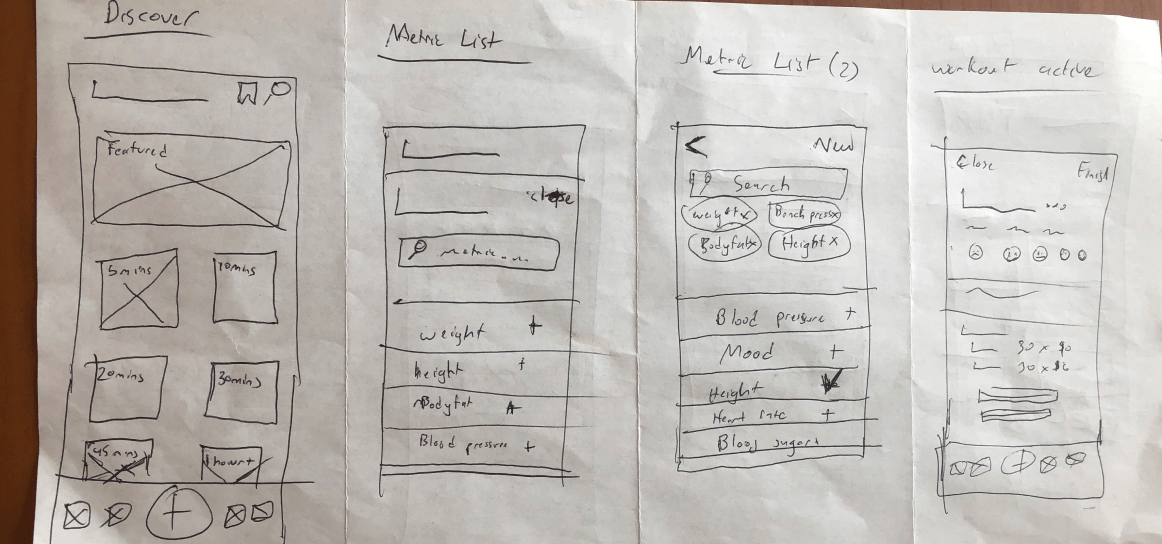 Discover
Featured
5mins
10mins
20mins
30mins
45mins
1hour+
Metric List
close
metric....
weight +
height +
Bodyfat +
Blood pressure +
Metric List (2)
< New
Search
weight x
Bench press x
Bodyfat x
Height x
Blood pressure +
Mood +
Height
Heart rate +
Blood sugar
workout active
Close
Finish
30 x 90